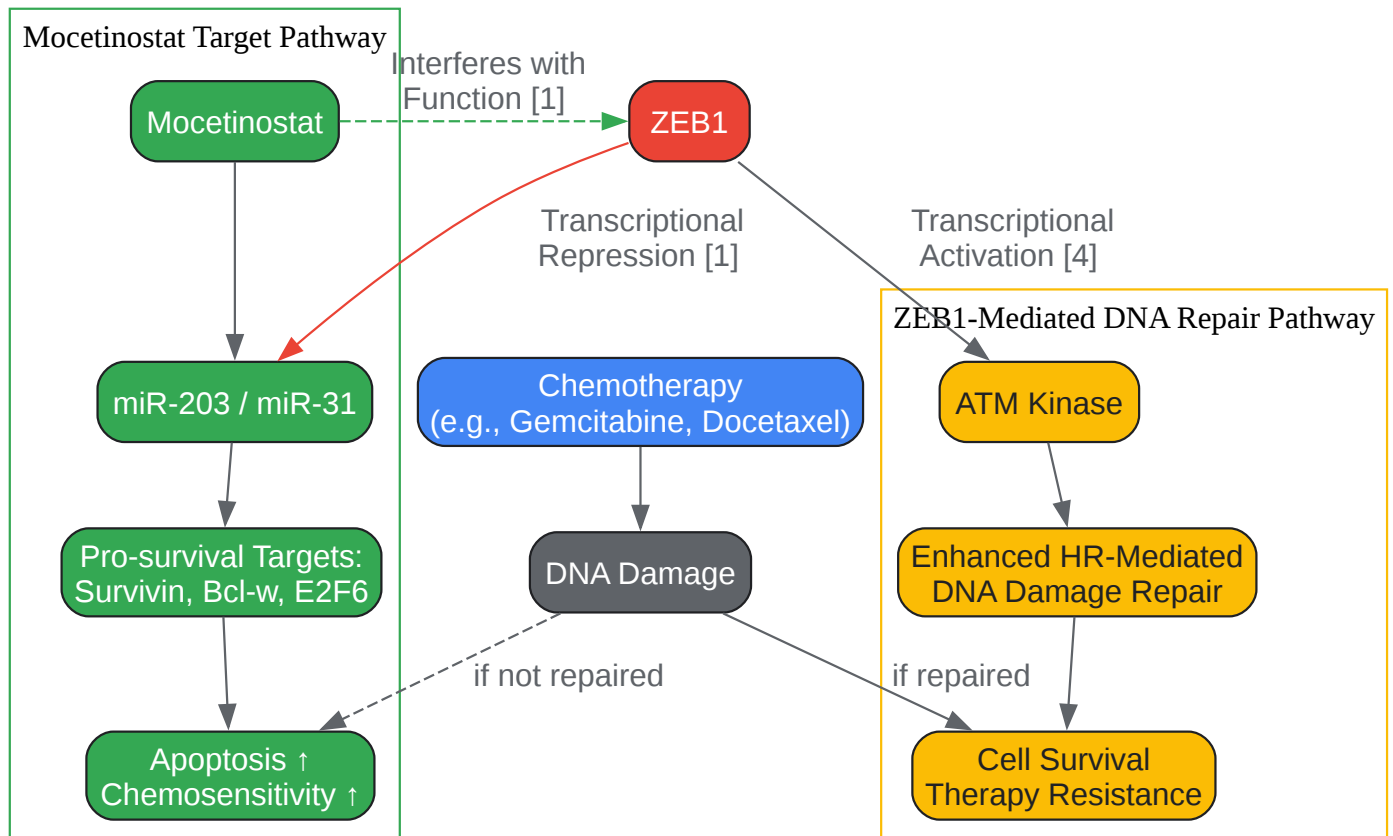 Mocetinostat Target Pathway
Interferes with
Function [1]
Mocetinostat
ZEB1
Transcriptional
Repression [1]
Transcriptional
Activation [4]
ZEB1-Mediated DNA Repair Pathway
miR-203 / miR-31
Chemotherapy
(e.g., Gemcitabine, Docetaxel)
ATM Kinase
Pro-survival Targets:
Survivin, Bcl-w, E2F6
DNA Damage
Enhanced HR-Mediated
DNA Damage Repair
if not repaired
if repaired
Apoptosis ↑
Chemosensitivity ↑
Cell Survival
Therapy Resistance